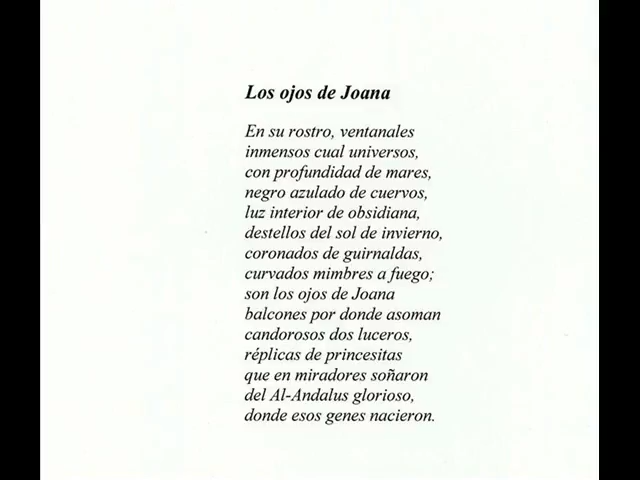 Los ojos de Joana
En su rostro, ventanales
inmensos cual universos,
con profundidad de mares,
negro azulado de cuervos,
luz interior de obsidiana,
destellos del sol de invierno,
coronados de guirnaldas,
curvados mimbres a fuego;
son los ojos de Joana
balcones por donde asoman
candorosos dos luceros,
réplicas de princesitas
que en miradores soñaron
del Al-Andalus glorioso,
donde esos genes nacieron.